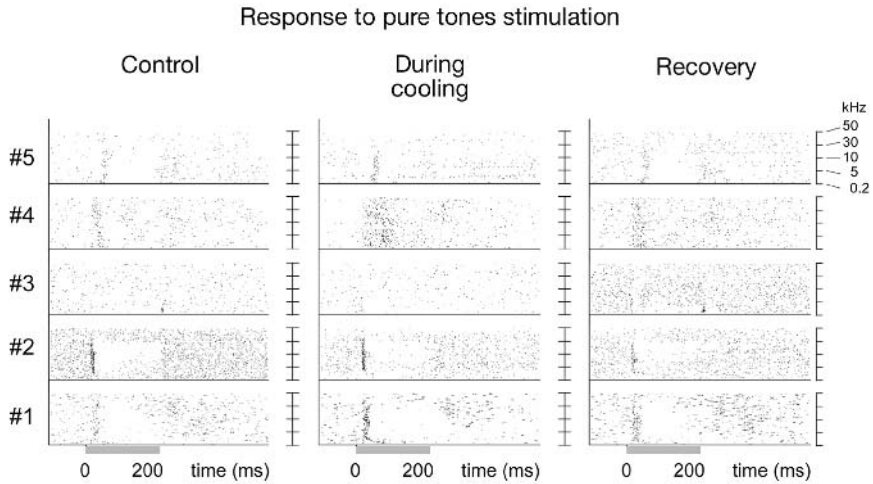 Response to pure tones stimulation
Control
During
cooling
Recovery
kHz
50
30
10
5
0.2
#5
#4
#3
#2
#1
0 200 time (ms)
0 200 time (ms)
0 200 time (ms)